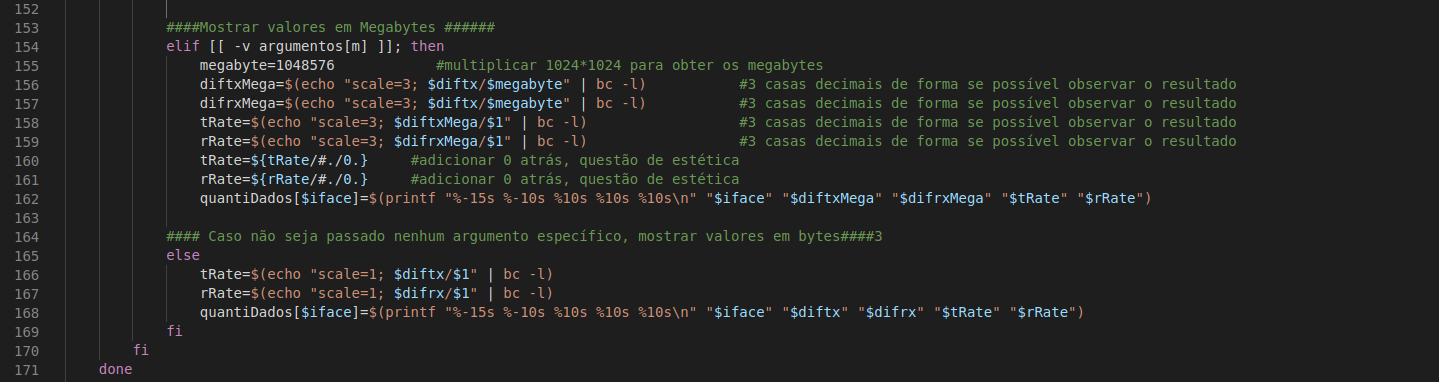 152
153 ####Mostrar valores em Megabytes ######
154 elif [[ -v argumentos[m] ]]; then
155 megabyte=1048576 #multiplicar 1024*1024 para obter os megabytes
156 diftxMega=$(echo "scale=3; $diftx/$megabyte" | bc -l) #3 casas decimais de forma se possível observar o resultado
157 difrxMega=$(echo "scale=3; $diftx/$megabyte" | bc -l) #3 casas decimais de forma se possível observar o resultado
158 tRate=$(echo "scale=3; $diftxMega/$1" | bc -l) #3 casas decimais de forma se possível observar o resultado
159 rRate=$(echo "scale=3; $difrxMega/$1" | bc -l) #3 casas decimais de forma se possível observar o resultado
160 tRate=${tRate/#./0.} #adicionar 0 atrás, questão de estética
161 rRate=${rRate/#./0.} #adicionar 0 atrás, questão de estética
162 quantiDados[$iface]=$(printf "%-15s %-10s %10s %10s %10s\n" "$iface" "$diftxMega" "$difrxMega" "$tRate" "$rRate")
163
164 #### Caso não seja passado nenhum argumento específico, mostrar valores em bytes####3
165 else
166 tRate=$(echo "scale=1; $diftx/$1" | bc -l)
167 rRate=$(echo "scale=1; $difrx/$1" | bc -l)
168 quantiDados[$iface]=$(printf "%-15s %-10s %10s %10s %10s\n" "$iface" "$diftx" "$difrx" "$tRate" "$rRate")
169 fi
170 fi
171 done